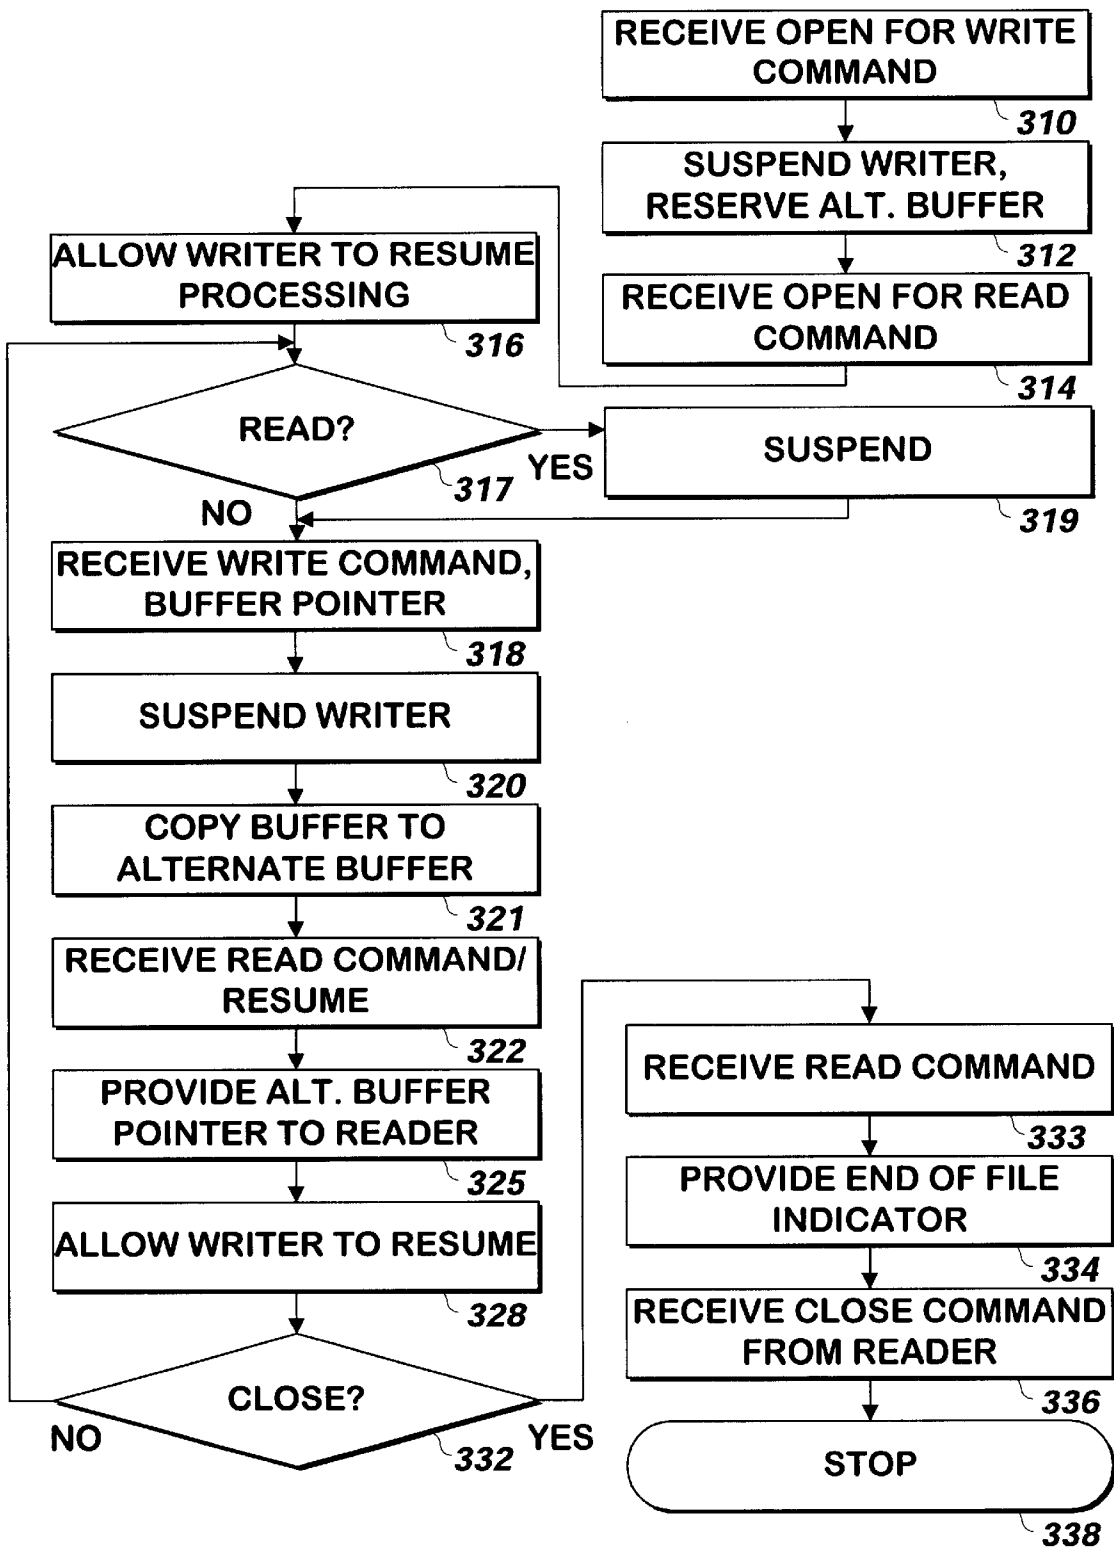 RECEIVE OPEN FOR WRITE
COMMAND
310
SUSPEND WRITER,
RESERVE ALT. BUFFER
312
RECEIVE OPEN FOR READ
COMMAND
314
ALLOW WRITER TO RESUME
PROCESSING
316
READ?
317
YES
NO
SUSPEND
319
RECEIVE WRITE COMMAND,
BUFFER POINTER
318
SUSPEND WRITER
320
COPY BUFFER TO
ALTERNATE BUFFER
321
RECEIVE READ COMMAND/
RESUME
322
PROVIDE ALT. BUFFER
POINTER TO READER
325
ALLOW WRITER TO RESUME
328
CLOSE?
332
NO
YES
RECEIVE READ COMMAND
333
PROVIDE END OF FILE
INDICATOR
334
RECEIVE CLOSE COMMAND
FROM READER
336
STOP
338